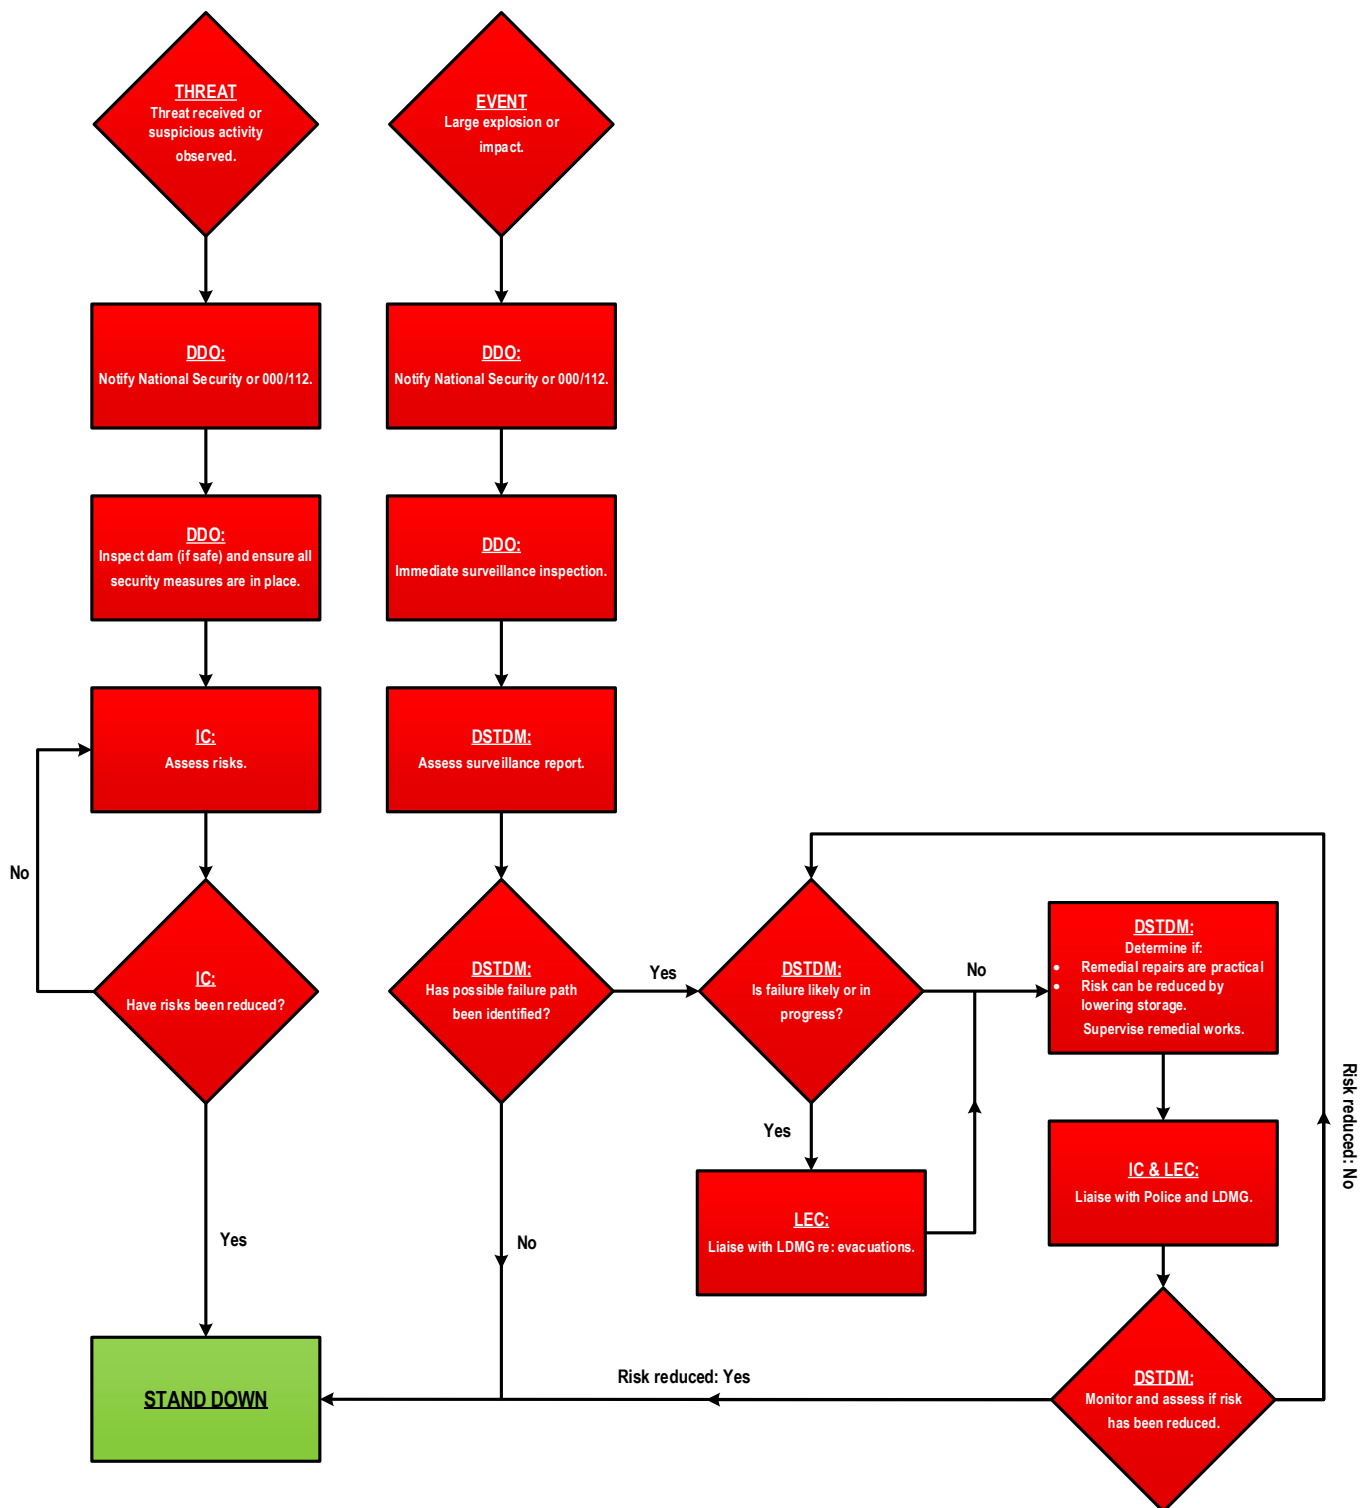 THREAT
Threat received or
suspicious activity
observed.
DDO:
Notify National Security or 000/112.
DDO:
Inspect dam (if safe) and ensure all
security measures are in place.
IC:
Assess risks.
No
IC:
Have risks been reduced?
Yes
STAND DOWN
EVENT
Large explosion or
impact.
DDO:
Notify National Security or 000/112.
DDO:
Immediate surveillance inspection.
DSTDM:
Assess surveillance report.
DSTDM:
Has possible failure path
been identified?
Yes
No
DSTDM:
Is failure likely or in
progress?
No
Yes
LEC:
Liaise with LDMG re: evacuations.
DSTDM:
Determine if:
• Remedial repairs are practical
• Risk can be reduced by
lowering storage.
Supervise remedial works.
IC & LEC:
Liaise with Police and LDMG.
DSTDM:
Monitor and assess if risk
has been reduced.
Risk reduced: Yes
Risk reduced: No